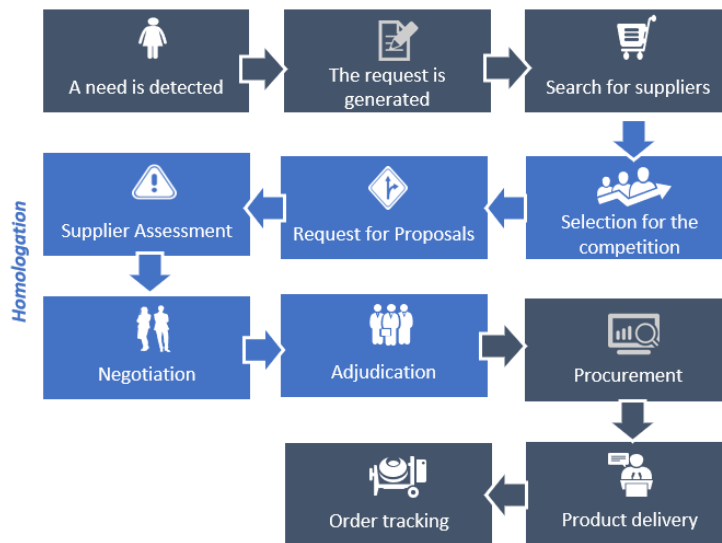 A need is detected
The request is
generated
Search for suppliers
Homologation
Supplier Assessment
Request for Proposals
Selection for the
competition
Negotiation
Adjudication
Procurement
Order tracking
Product delivery